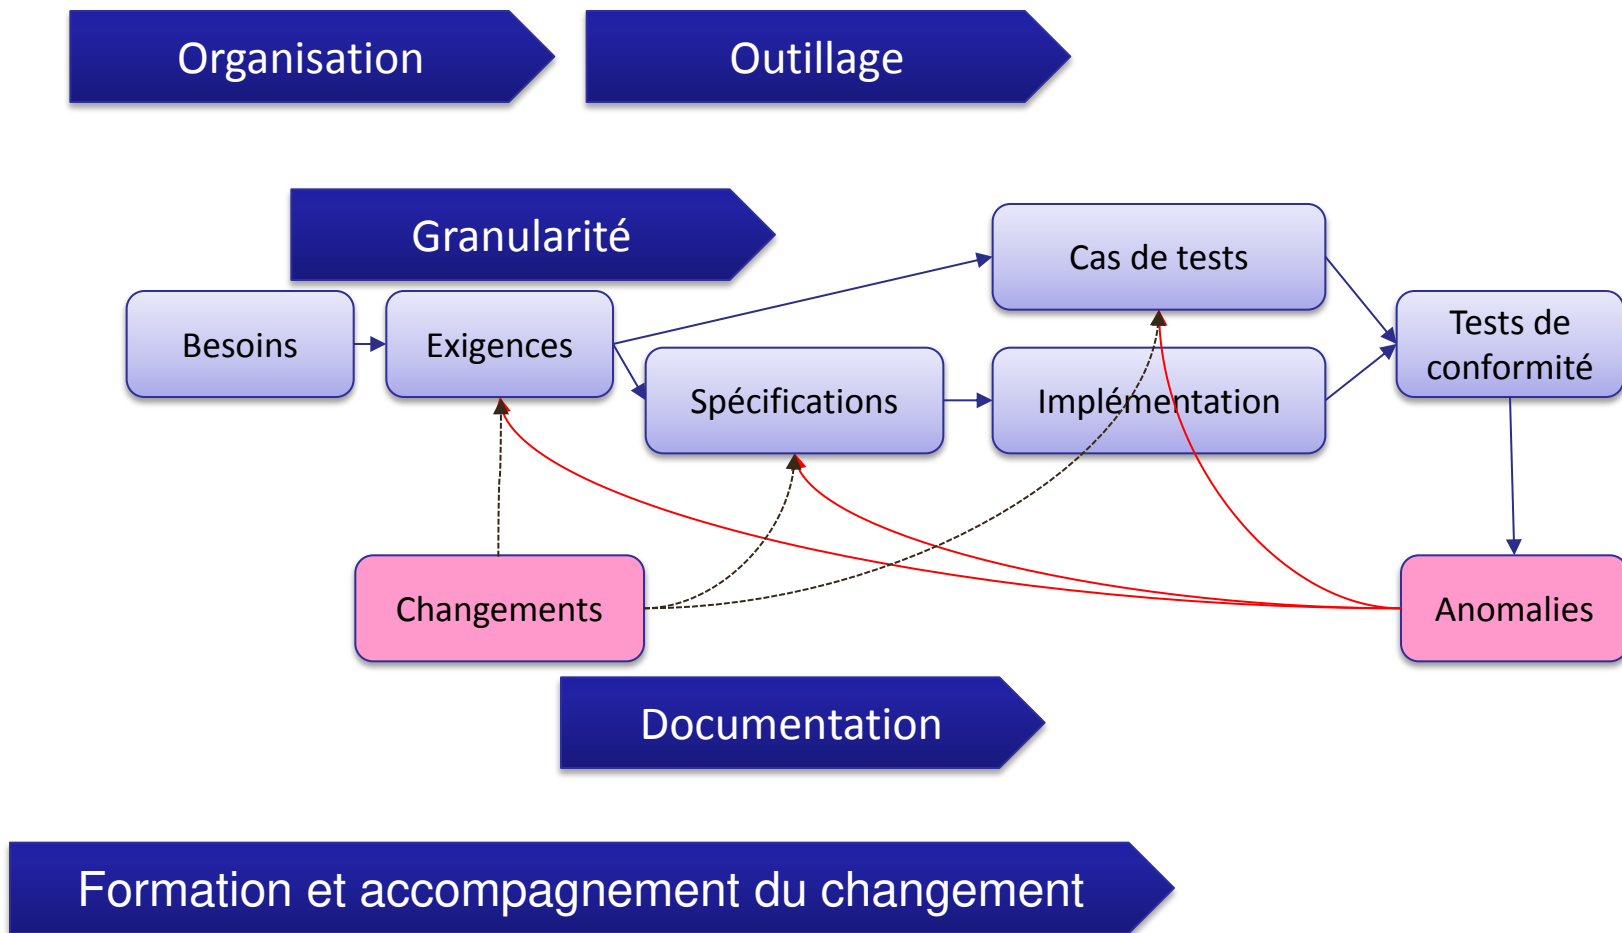 Organisation
Outillage
Granularité
Cas de tests
Besoins
Exigences
Tests de
conformité
Spécifications
Implémentation
Changements
Anomalies
Documentation
Formation et accompagnement du changement